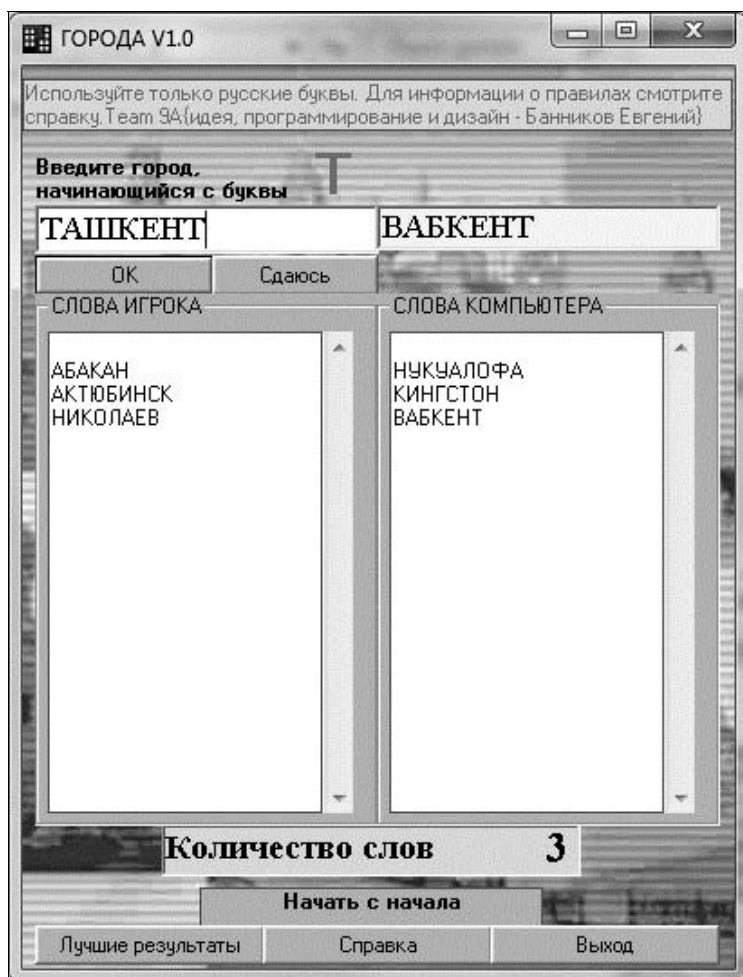 ГОРОДА V1.0
Используйте только русские буквы. Для информации о правилах смотрите
справку.Team 9A{идея, программирование и дизайн - Банников Евгений}
Введите город,
начинающийся с буквы
Т
ТАШКЕНТ
ВАБКЕНТ
ОК
Сдаюсь
СЛОВА ИГРОКА
АБАКАН
АКТЮБИНСК
НИКОЛАЕВ
СЛОВА КОМПЬЮТЕРА
НУКУАЛОФА
КИНГСТОН
ВАБКЕНТ
Количество слов 3
Начать с начала
Лучшие результаты
Справка
Выход